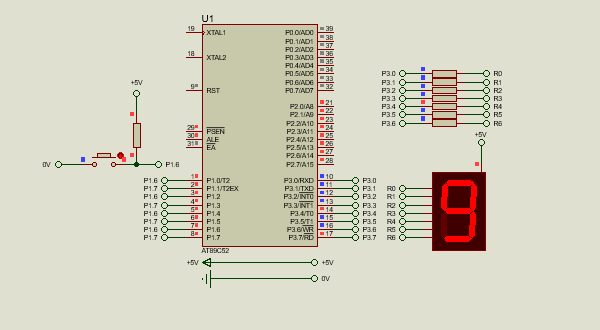 U1
19 XTAL1 P0.0/AD0 39
P0.1/AD1 38
P0.2/AD2 37
P0.3/AD3 36
18 XTAL2 P0.4/AD4 35
P0.5/AD5 34
P0.6/AD6 33
9 RST P0.7/AD7 32
P2.0/A8 21
P2.1/A9 22
P2.2/A10 23
29 PSEN P2.3/A11 24
30 ALE P2.4/A12 25
31 EA P2.5/A13 26
P2.6/A14 27
P2.7/A15 28
P1.6 1 P1.0/T2 P3.0/RXD 10 P3.0
P1.7 2 P1.1/T2EX P3.1/TXD 11 P3.1
P1.6 3 P1.2 P3.2/INT0 12 P3.2
P1.7 4 P1.3 P3.3/INT1 13 P3.3
P1.6 5 P1.4 P3.4/T0 14 P3.4
P1.7 6 P1.5 P3.5/T1 15 P3.5
P1.6 7 P1.6 P3.6/WR 16 P3.6
P1.7 8 P1.7 P3.7/RD 17 P3.7
AT89C52
+5V +5V
0V
+5V
0V P1.6
P3.0 R0
P3.1 R1
P3.2 R2
P3.3 R3
P3.4 R4
P3.5 R5
P3.6 R6
+5V
R0
R1
R2
R3
R4
R5
R6
9